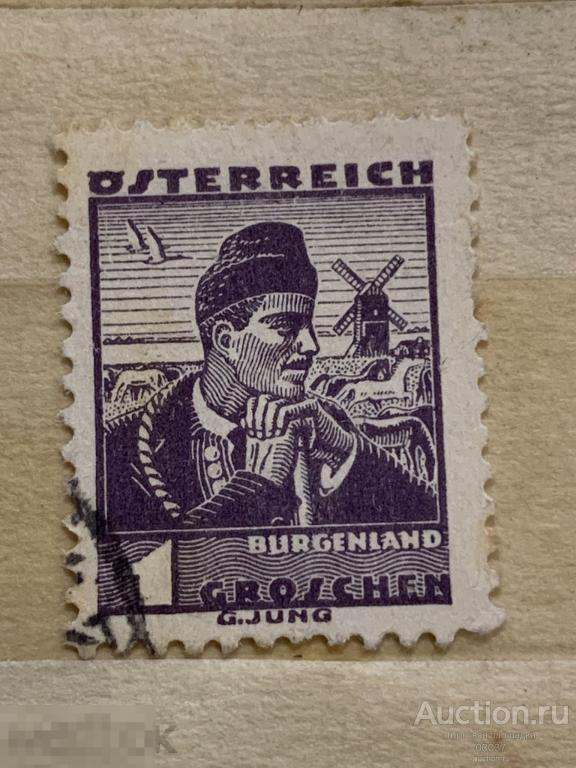 ÖSTERREICH
BURGENLAND
1 GROSCHEN
G.JUNG
Auction.ru